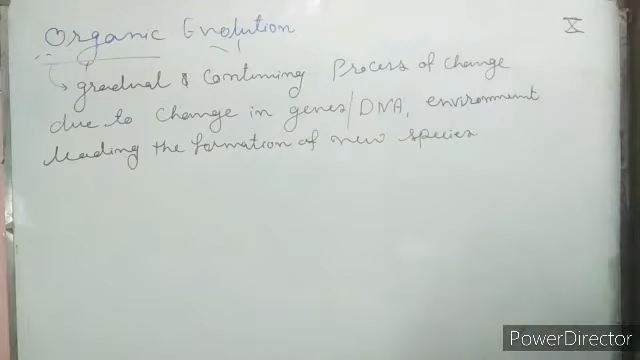 Organic Evolution
X
gradual & Continuing Process of change
due to change in genes/DNA, environment
leading the formation of new species
PowerDirector